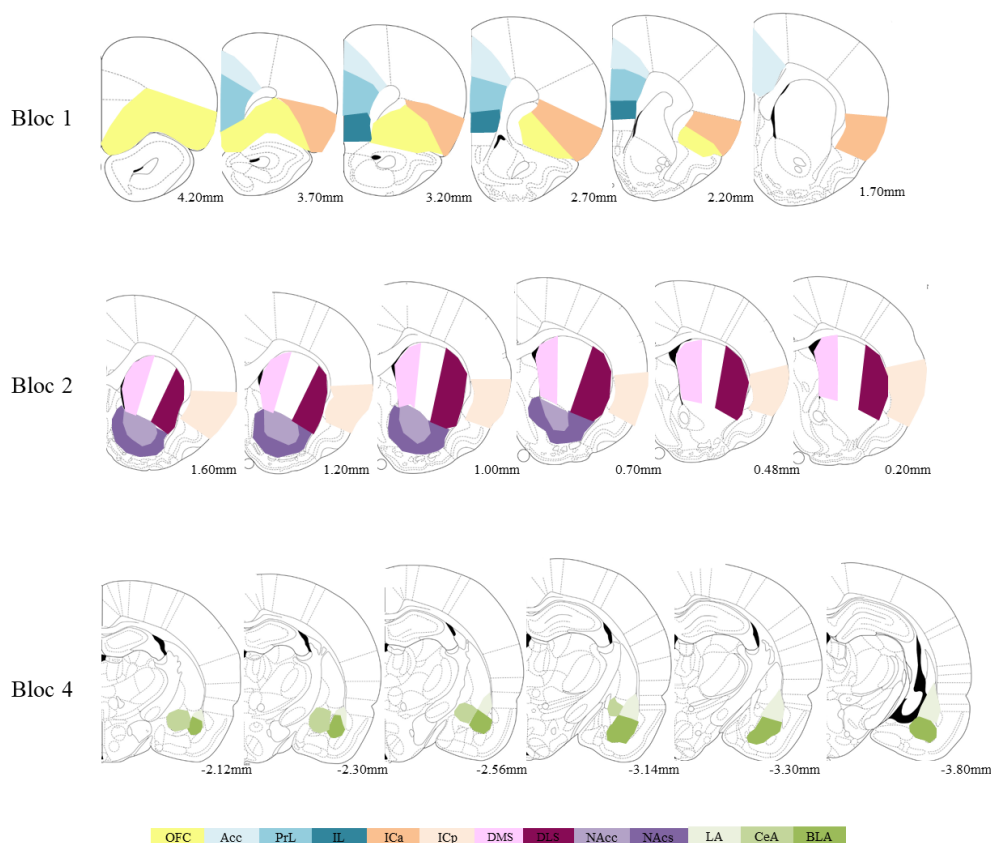 Bloc 1
4.20mm
3.70mm
3.20mm
2.70mm
2.20mm
1.70mm
Bloc 2
1.60mm
1.20mm
1.00mm
0.70mm
0.48mm
0.20mm
Bloc 4
-2.12mm
-2.30mm
-2.56mm
-3.14mm
-3.30mm
-3.80mm
OFC Acc PrL IL ICa ICp DMS DLS NAcc NAcs LA CeA BLA